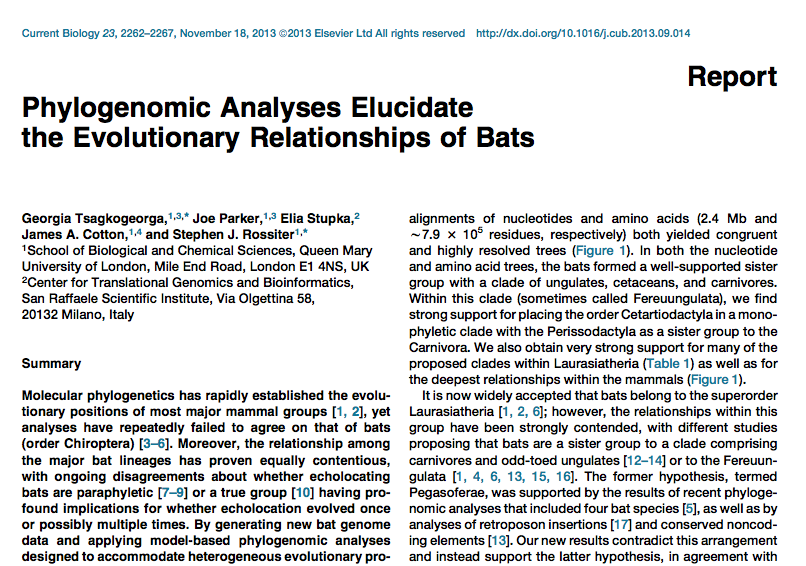 Current Biology 23, 2262–2267, November 18, 2013 ©2013 Elsevier Ltd All rights reserved http://dx.doi.org/10.1016/j.cub.2013.09.014
Report
Phylogenomic Analyses Elucidate
the Evolutionary Relationships of Bats
Georgia Tsagkogeorga,1,3,* Joe Parker,1,3 Elia Stupka,2
James A. Cotton,1,4 and Stephen J. Rossiter1,*
1School of Biological and Chemical Sciences, Queen Mary
University of London, Mile End Road, London E1 4NS, UK
2Center for Translational Genomics and Bioinformatics,
San Raffaele Scientific Institute, Via Olgettina 58,
20132 Milano, Italy
Summary
Molecular phylogenetics has rapidly established the evolu-
tionary positions of most major mammal groups [1, 2], yet
analyses have repeatedly failed to agree on that of bats
(order Chiroptera) [3–6]. Moreover, the relationship among
the major bat lineages has proven equally contentious,
with ongoing disagreements about whether echolocating
bats are paraphyletic [7–9] or a true group [10] having pro-
found implications for whether echolocation evolved once
or possibly multiple times. By generating new bat genome
data and applying model-based phylogenomic analyses
designed to accommodate heterogeneous evolutionary pro-
alignments of nucleotides and amino acids (2.4 Mb and
~7.9 × 10⁵ residues, respectively) both yielded congruent
and highly resolved trees (Figure 1). In both the nucleotide
and amino acid trees, the bats formed a well-supported sister
group with a clade of ungulates, cetaceans, and carnivores.
Within this clade (sometimes called Fereuungulata), we find
strong support for placing the order Cetartiodactyla in a mono-
phyletic clade with the Perissodactyla as a sister group to the
Carnivora. We also obtain very strong support for many of the
proposed clades within Laurasiatheria (Table 1) as well as for
the deepest relationships within the mammals (Figure 1).
It is now widely accepted that bats belong to the superorder
Laurasiatheria [1, 2, 6]; however, the relationships within this
group have been strongly contended, with different studies
proposing that bats are a sister group to a clade comprising
carnivores and odd-toed ungulates [12–14] or to the Fereuun-
gulata [1, 4, 6, 13, 15, 16]. The former hypothesis, termed
Pegasoferae, was supported by the results of recent phyloge-
nomic analyses that included four bat species [5], as well as by
analyses of retroposon insertions [17] and conserved noncod-
ing elements [13]. Our new results contradict this arrangement
and instead support the latter hypothesis, in agreement with